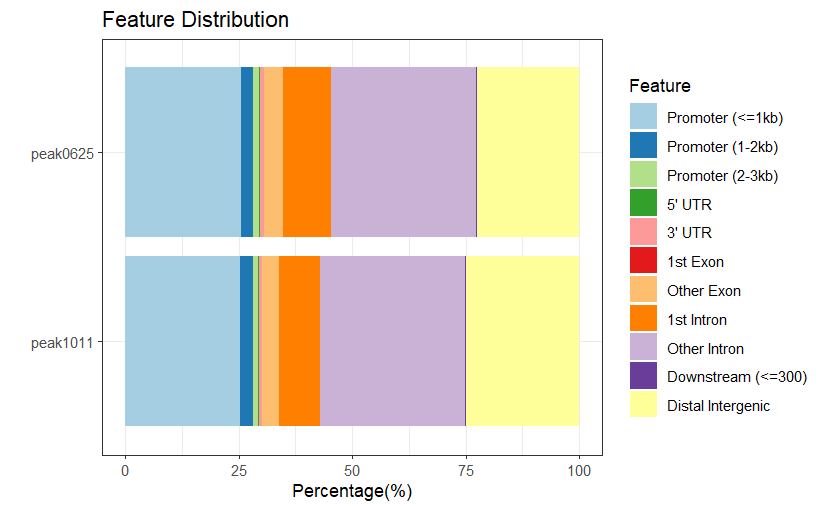 Feature Distribution
peak0625
peak1011
0
25
50
75
100
Percentage(%)
Feature
Promoter (<=1kb)
Promoter (1-2kb)
Promoter (2-3kb)
5' UTR
3' UTR
1st Exon
Other Exon
1st Intron
Other Intron
Downstream (<=300)
Distal Intergenic